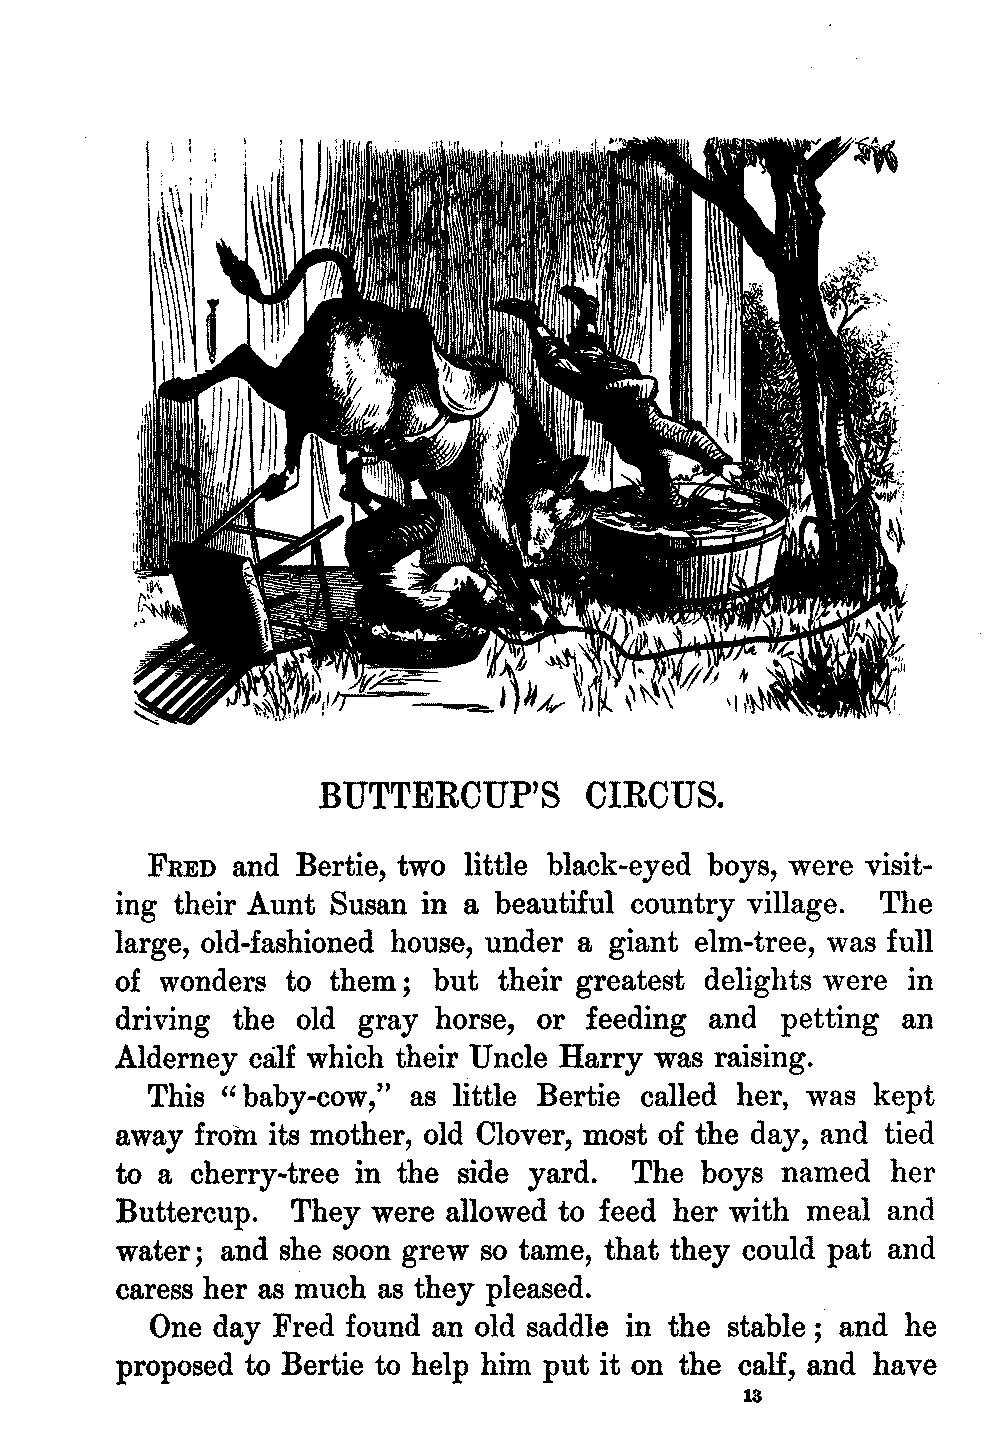 BUTTERCUP'S CIRCUS.
FRED and Bertie, two little black-eyed boys, were visit-
ing their Aunt Susan in a beautiful country village. The
large, old-fashioned house, under a giant elm-tree, was full
of wonders to them; but their greatest delights were in
driving the old gray horse, or feeding and petting an
Alderney calf which their Uncle Harry was raising.
This "baby-cow," as little Bertie called her, was kept
away from its mother, old Clover, most of the day, and tied
to a cherry-tree in the side yard. The boys named her
Buttercup. They were allowed to feed her with meal and
water; and she soon grew so tame, that they could pat and
caress her as much as they pleased.
One day Fred found an old saddle in the stable; and he
proposed to Bertie to help him put it on the calf, and have
13